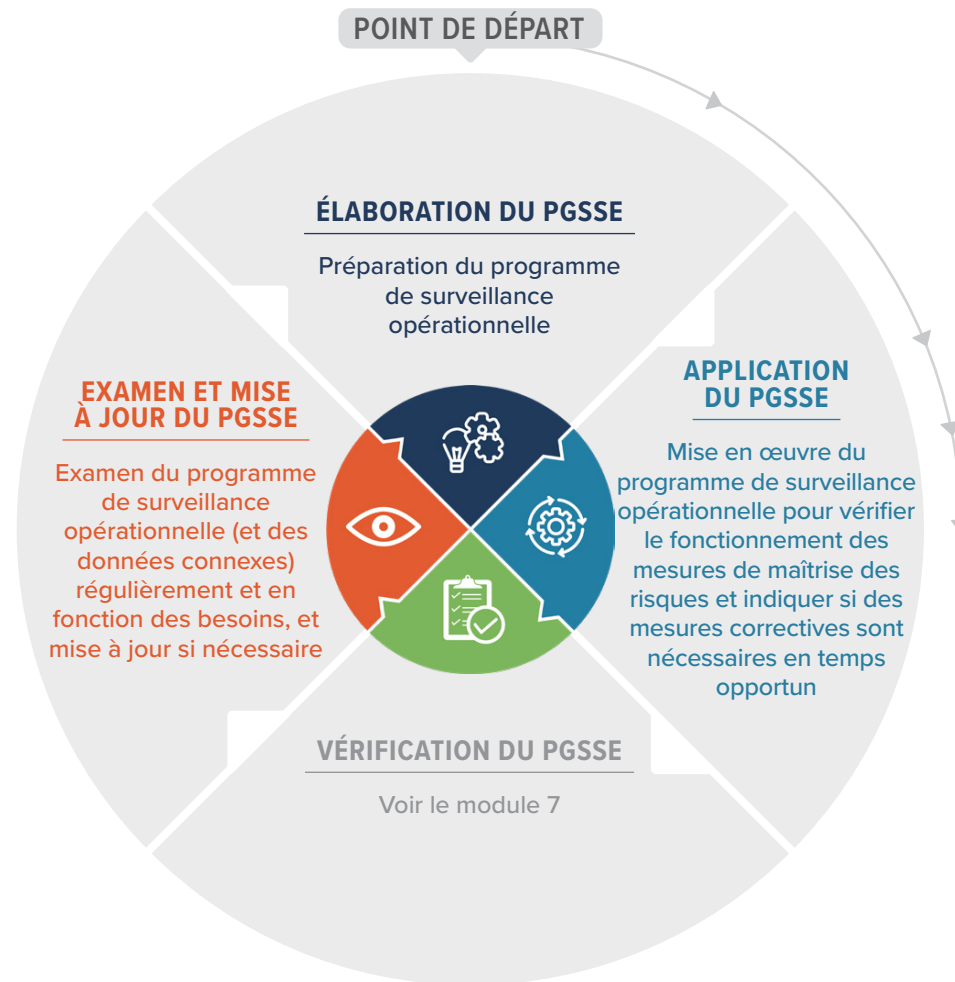 POINT DE DÉPART
ÉLABORATION DU PGSSE
Préparation du programme
de surveillance
opérationnelle
APPLICATION
DU PGSSE
Mise en œuvre du
programme de surveillance
opérationnelle pour vérifier
le fonctionnement des
mesures de maîtrise des
risques et indiquer si des
mesures correctives sont
nécessaires en temps
opportun
VÉRIFICATION DU PGSSE
Voir le module 7
EXAMEN ET MISE
À JOUR DU PGSSE
Examen du programme
de surveillance
opérationnelle (et des
données connexes)
régulièrement et en
fonction des besoins, et
mise à jour si nécessaire